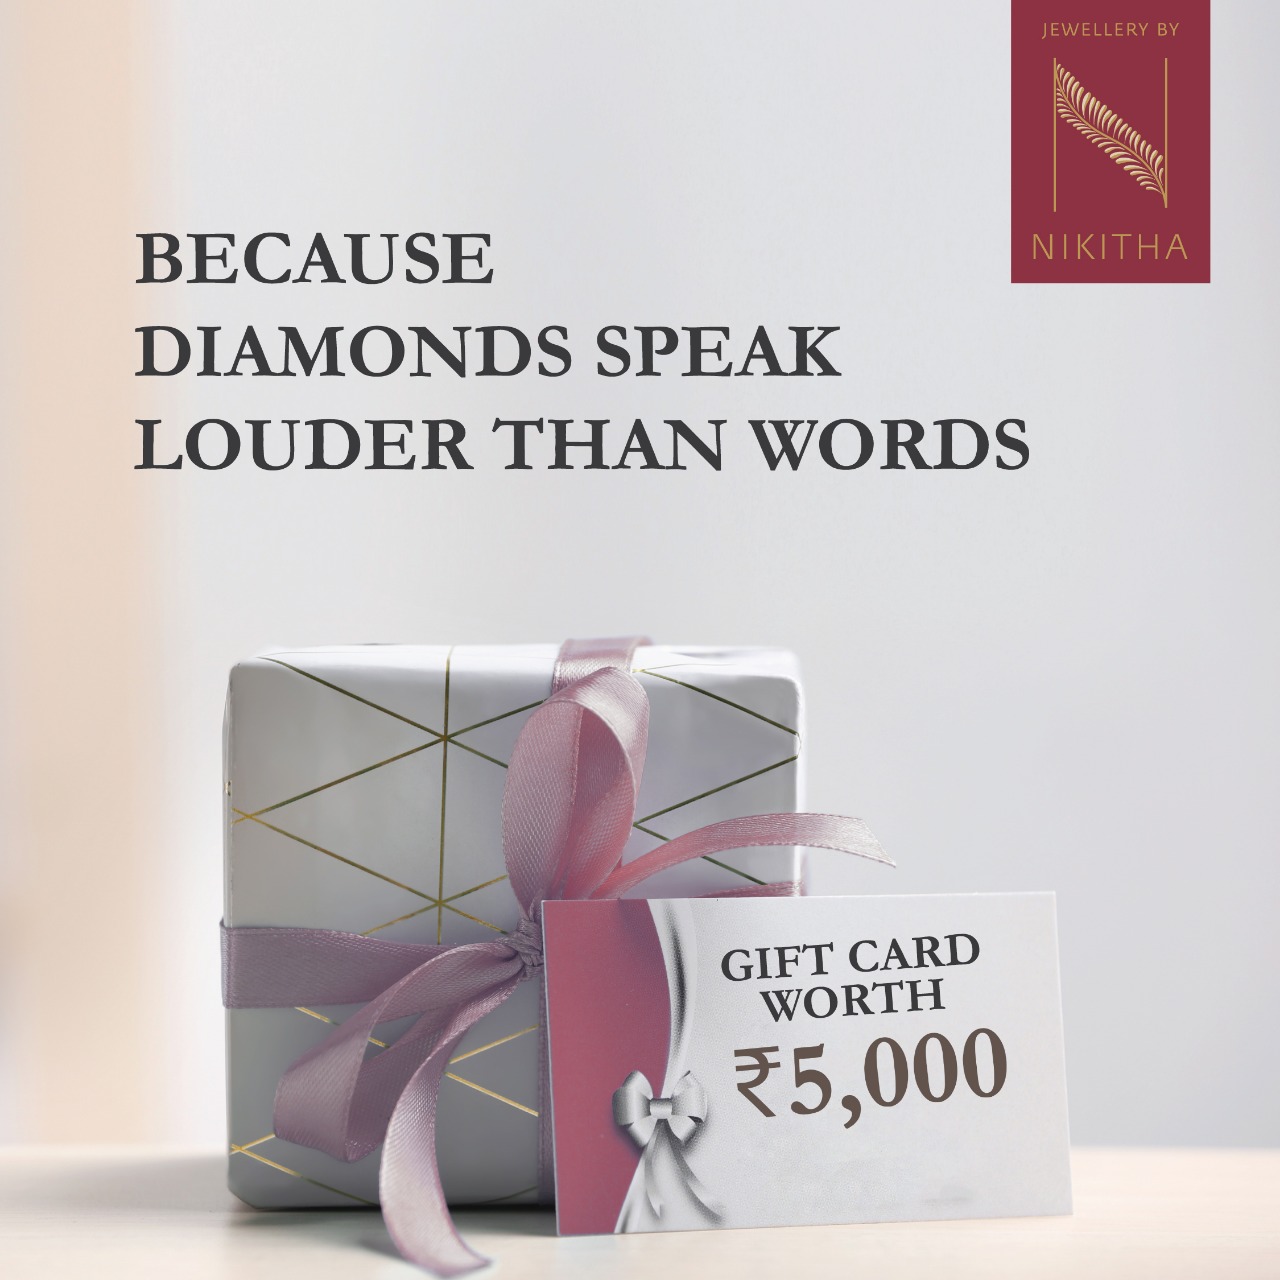 JEWELLERY BY
NIKITHA
BECAUSE
DIAMONDS SPEAK
LOUDER THAN WORDS
GIFT CARD
WORTH
₹5,000